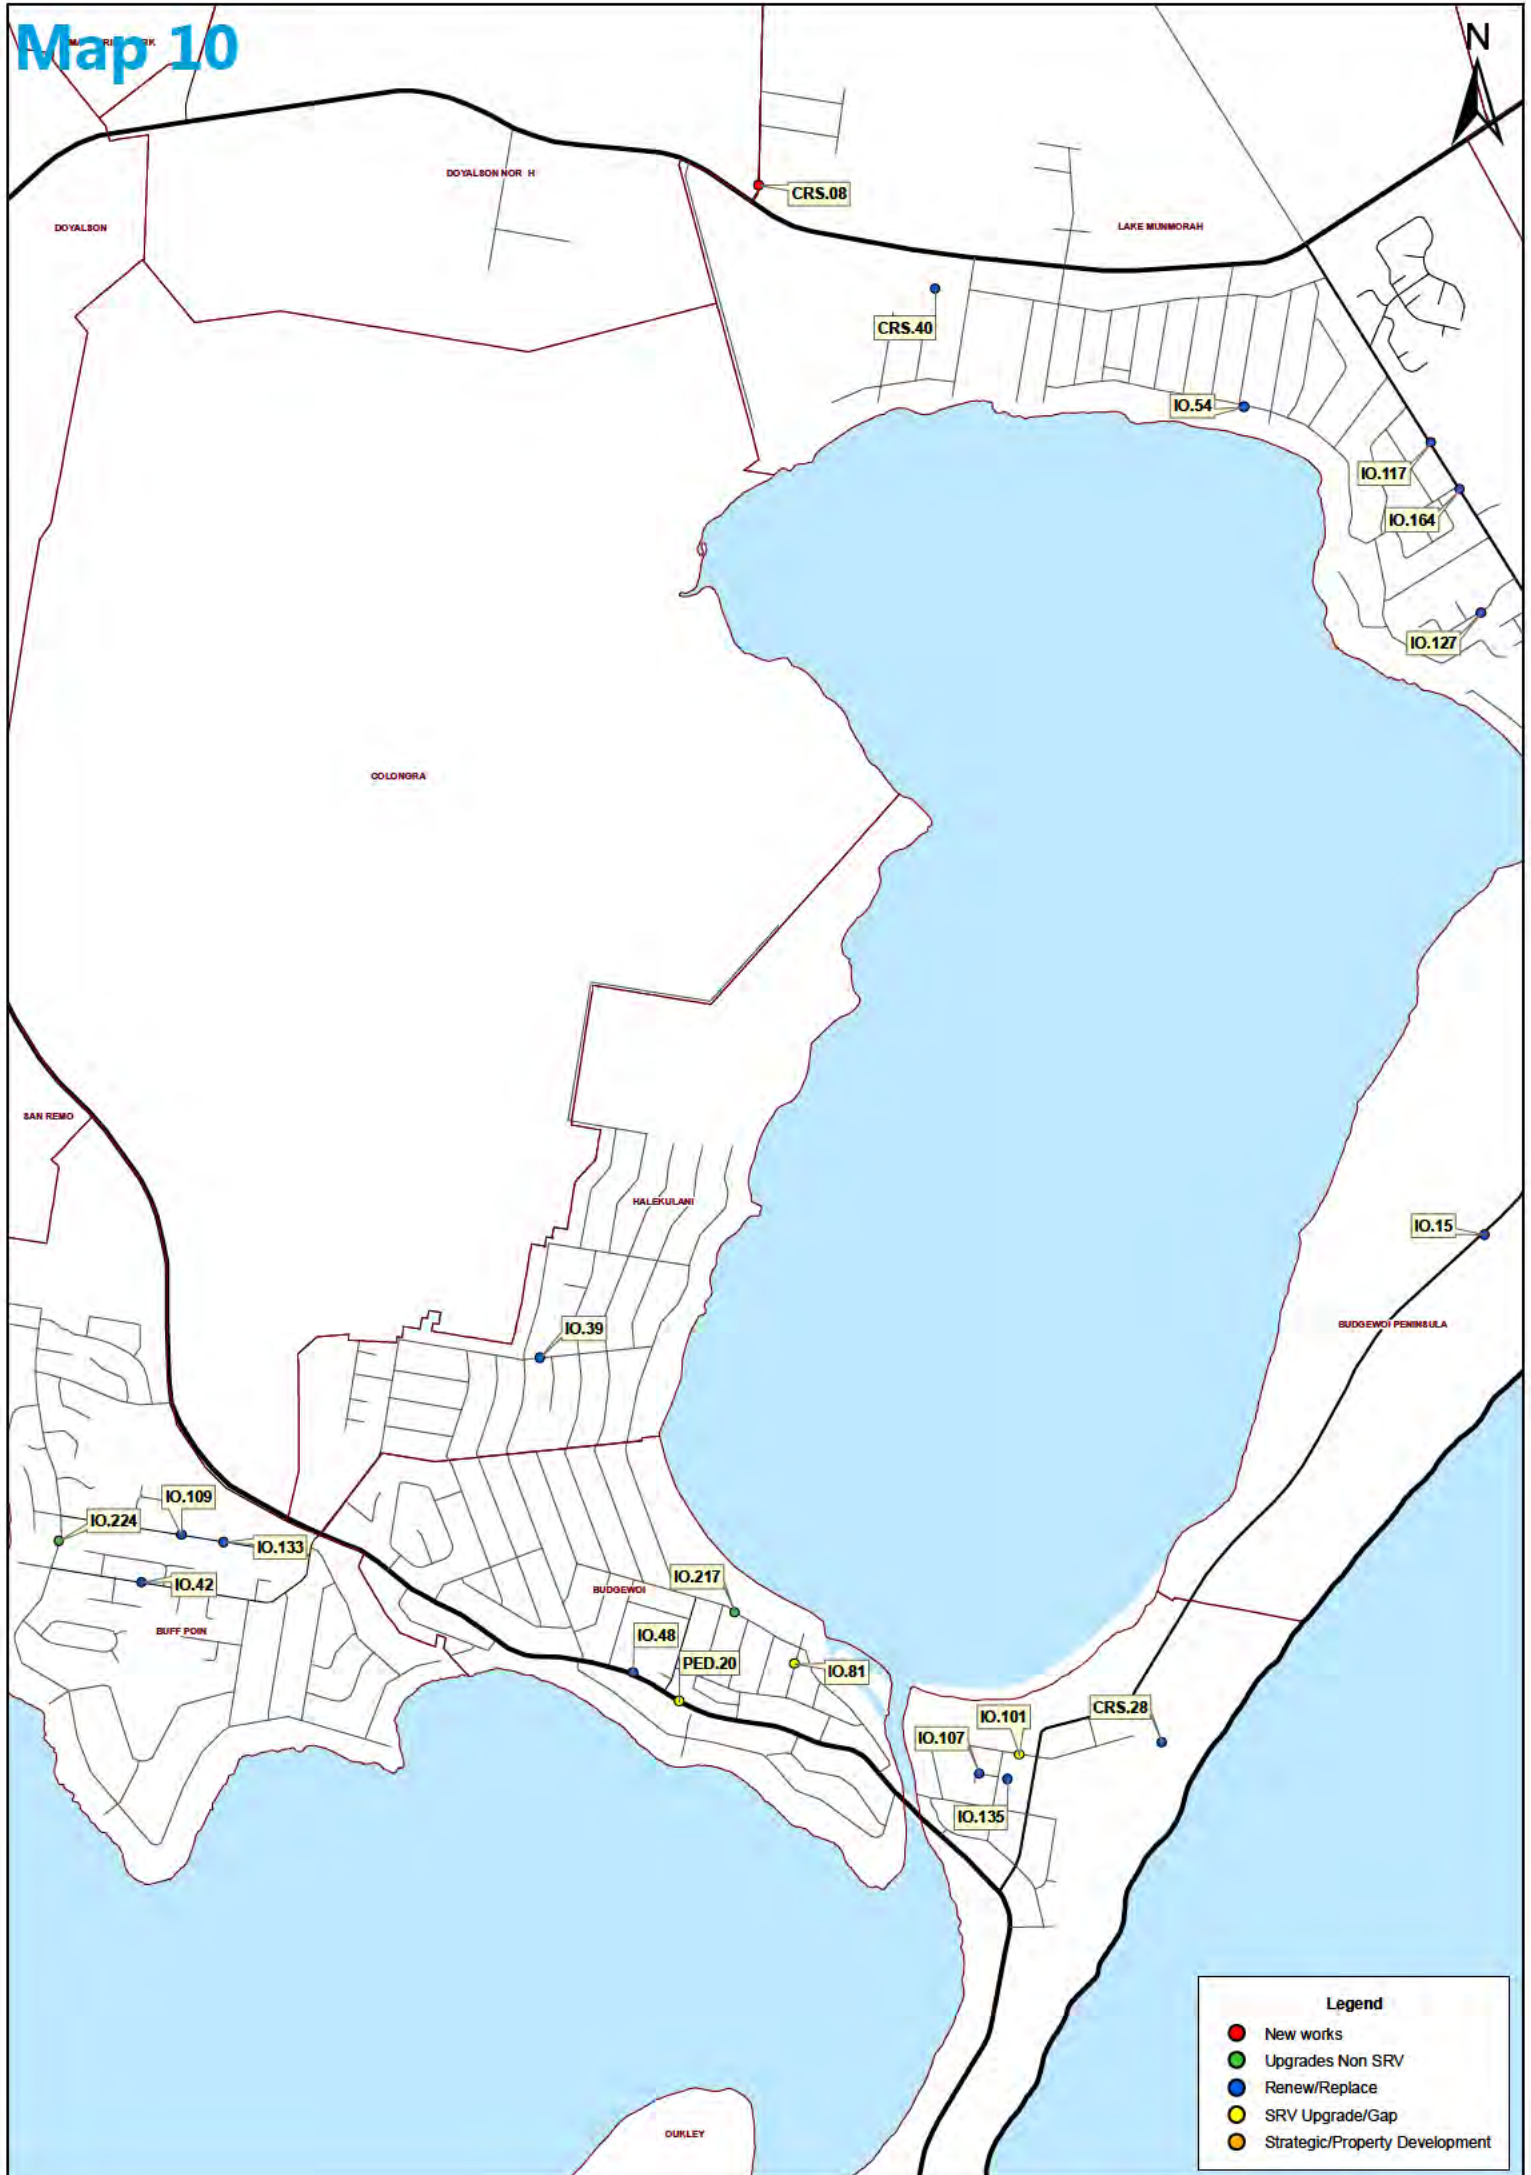 Map 10
N
DOYALSON NOR H
CRS.08
DOYALSON
LAKE MUNMORAH
CRS.40
IO.54
IO.117
IO.164
IO.127
COLONGRA
SAN REMO
HALEKULANI
IO.15
BUDGEWOI PENINSULA
IO.39
IO.109
IO.224
IO.133
IO.42
BUFF POIN
IO.217
BUDGEWOI
IO.48
PED.20
IO.81
CRS.28
IO.101
IO.107
IO.135
OUKLEY
Legend
New works
Upgrades Non SRV
Renew/Replace
SRV Upgrade/Gap
Strategic/Property Development